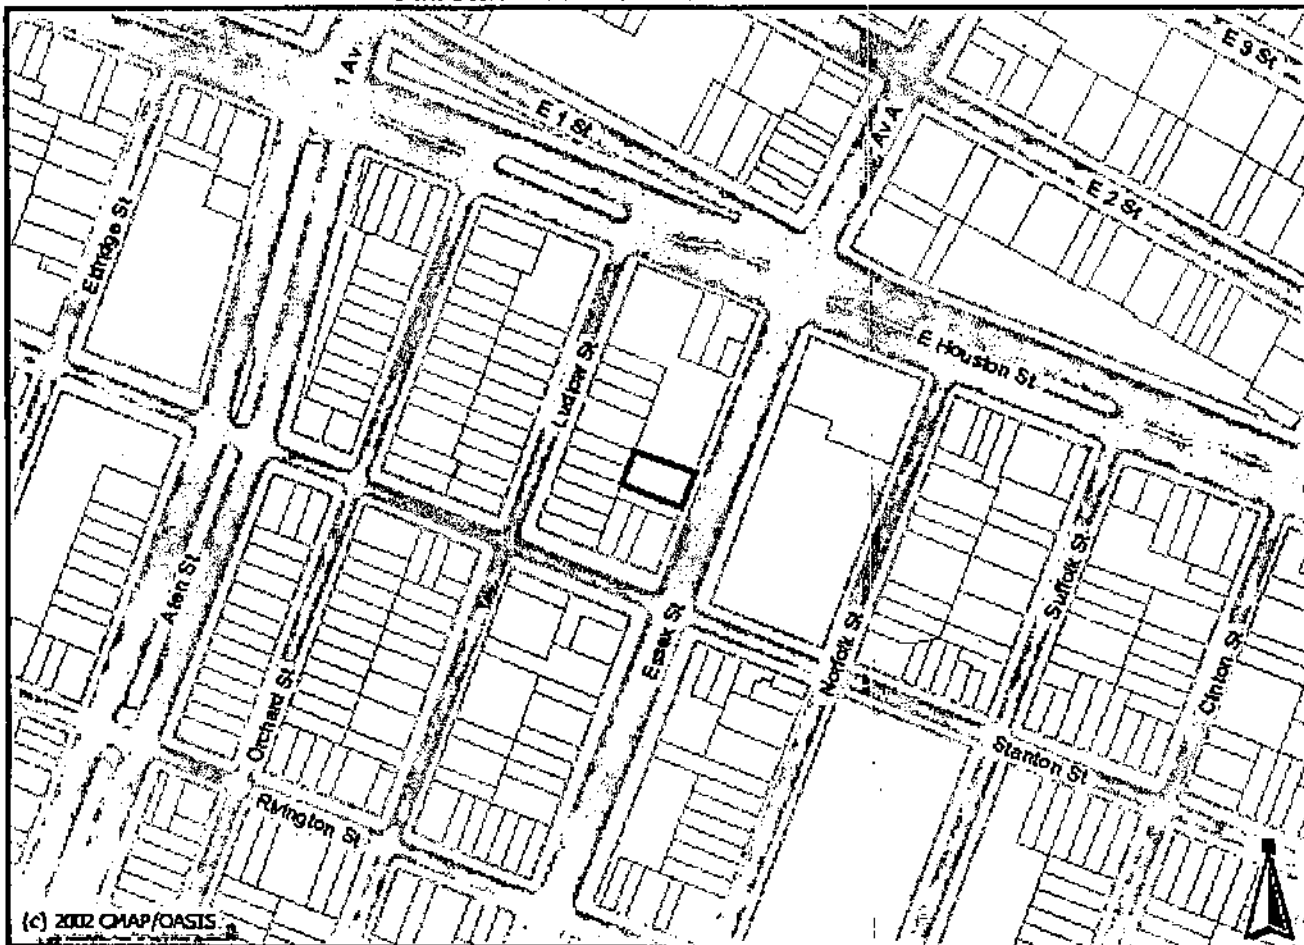 E 3 St
1 Av.
E 1 St
Av A
E 2 St
Eldridge St
E Houston St
Ludlow St
Allen St
Suffolk St
Essex St
Norfolk St
Clinton St
Orchard St
Stanton St
Rivington St
(c) 2002 CMAP/OASIS